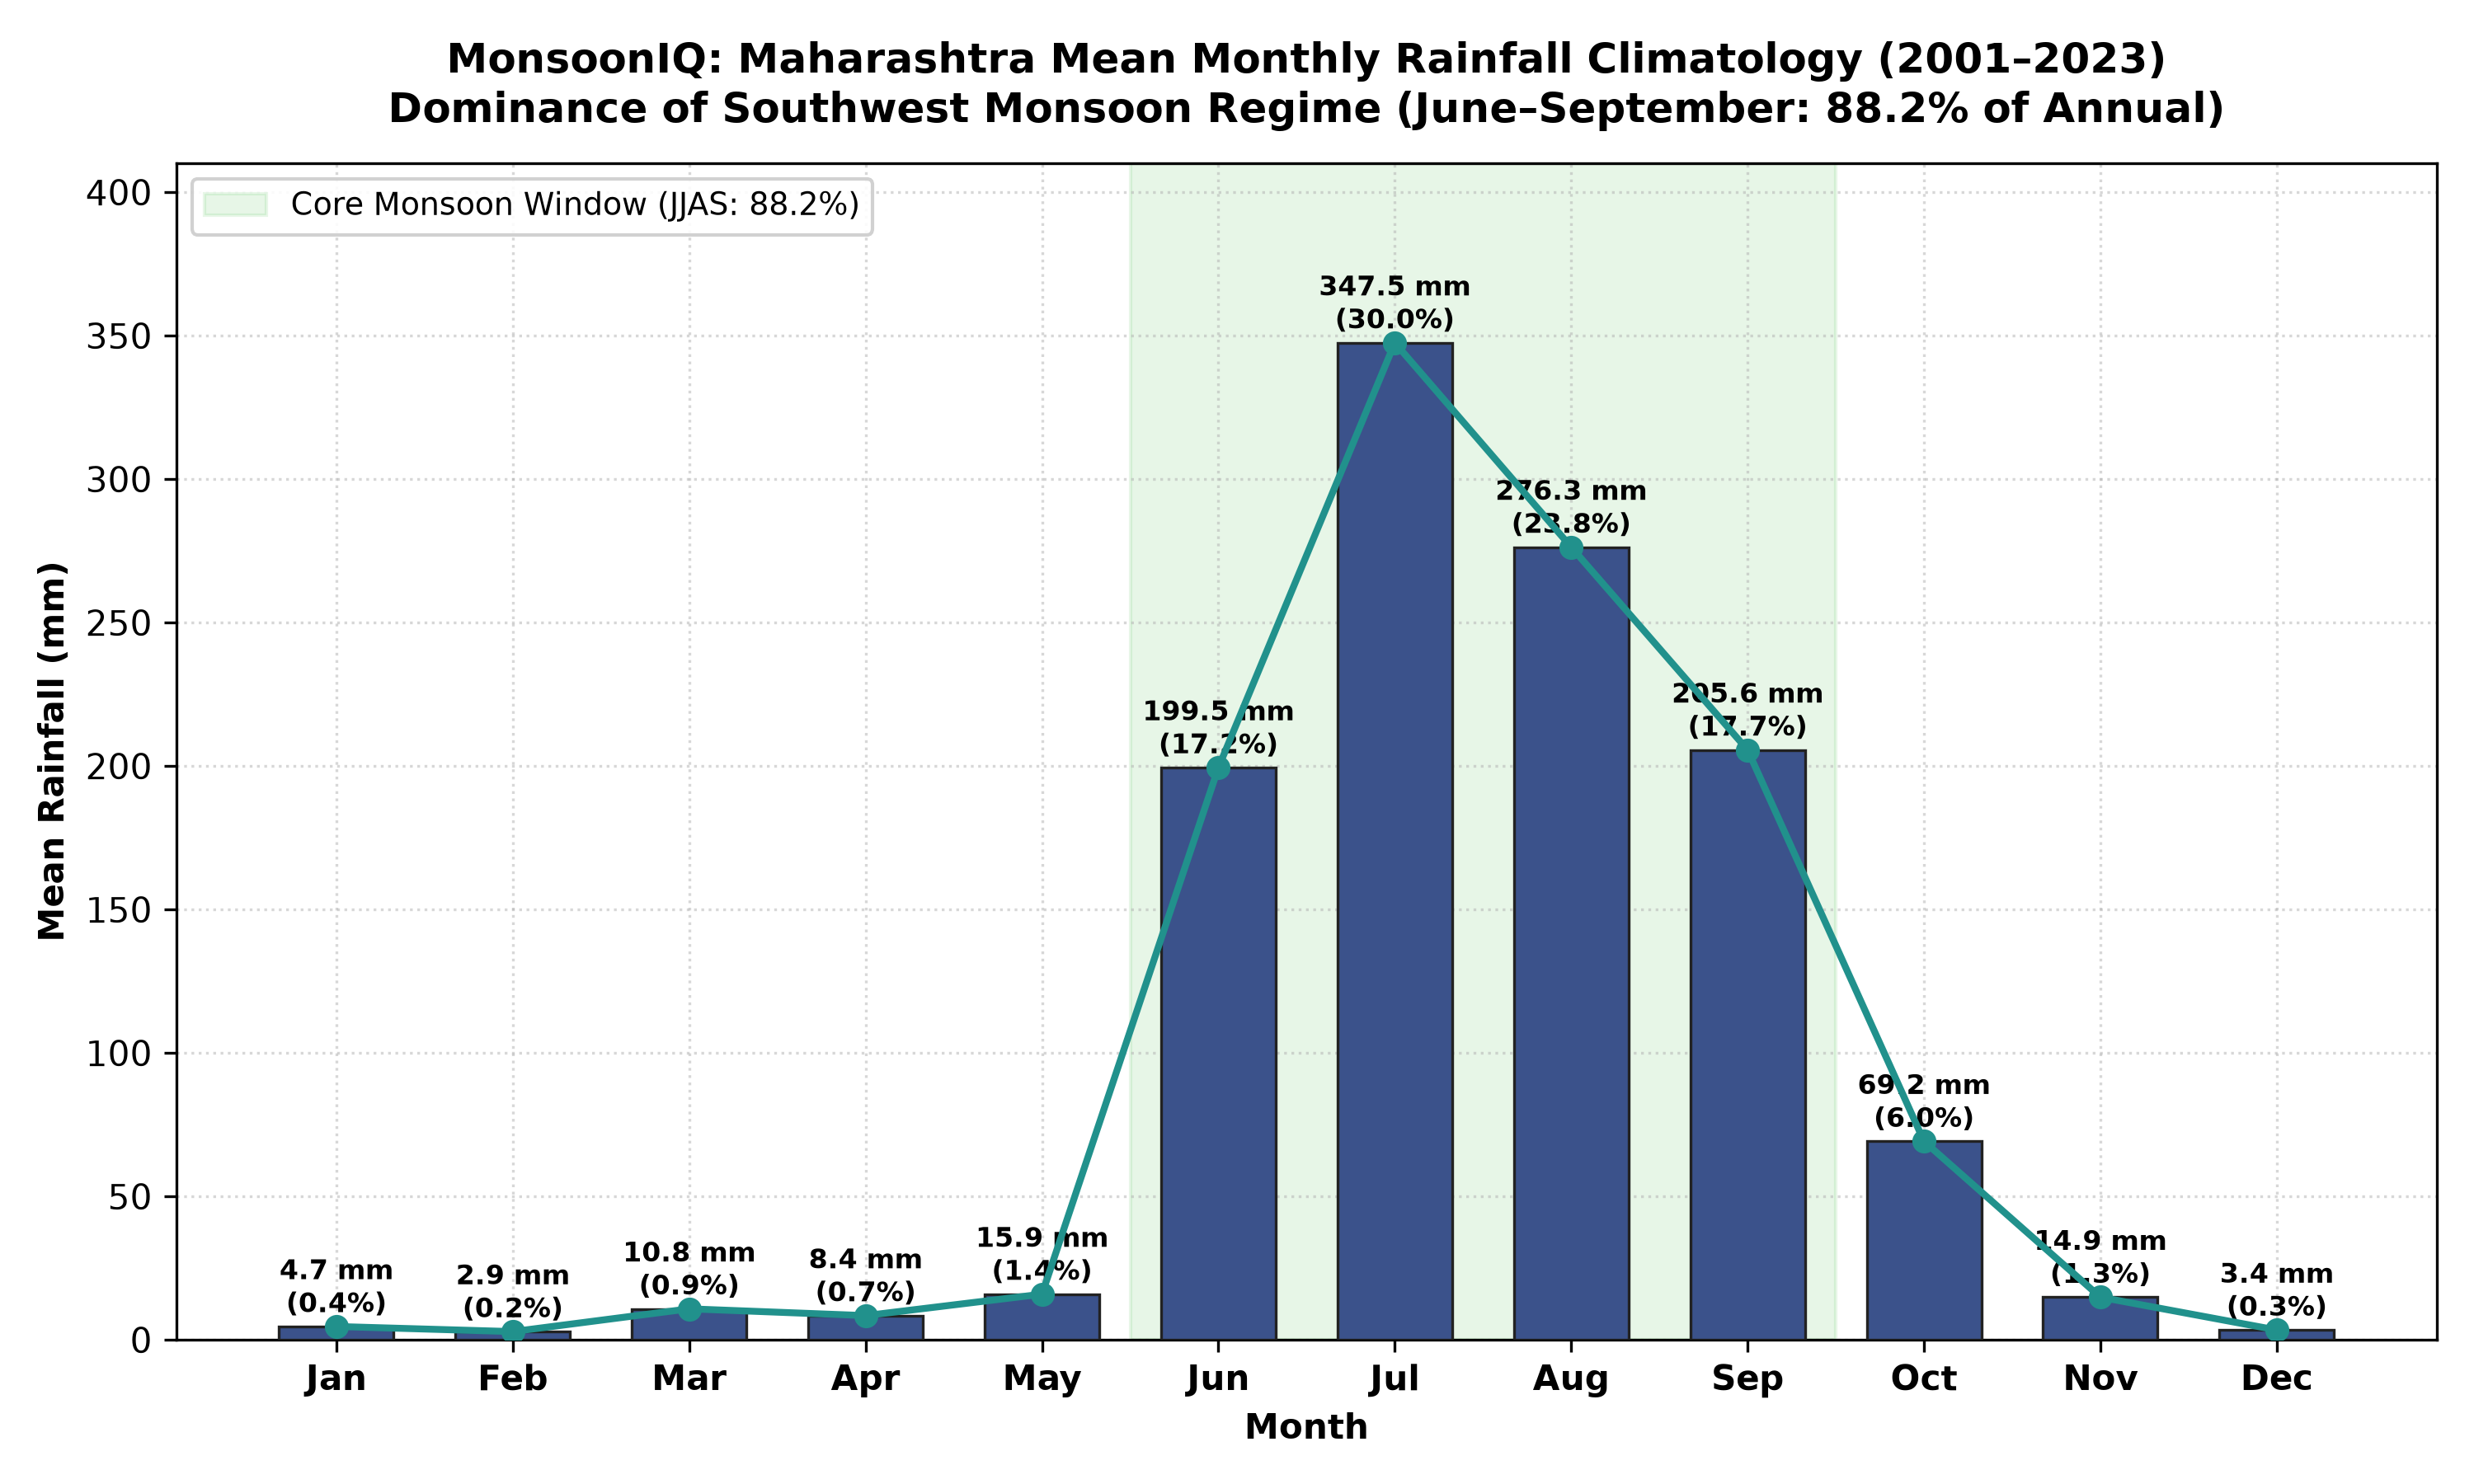 MonsoonIQ: Maharashtra Mean Monthly Rainfall Climatology (2001–2023)
Dominance of Southwest Monsoon Regime (June–September: 88.2% of Annual)
Core Monsoon Window (JJAS: 88.2%)
Mean Rainfall (mm)
400
350
300
250
200
150
100
50
0
4.7 mm
(0.4%)
2.9 mm
(0.2%)
10.8 mm
(0.9%)
8.4 mm
(0.7%)
15.9 mm
(1.4%)
199.5 mm
(17.2%)
347.5 mm
(30.0%)
276.3 mm
(23.8%)
205.6 mm
(17.7%)
69.2 mm
(6.0%)
14.9 mm
(1.3%)
3.4 mm
(0.3%)
Jan
Feb
Mar
Apr
May
Jun
Jul
Aug
Sep
Oct
Nov
Dec
Month